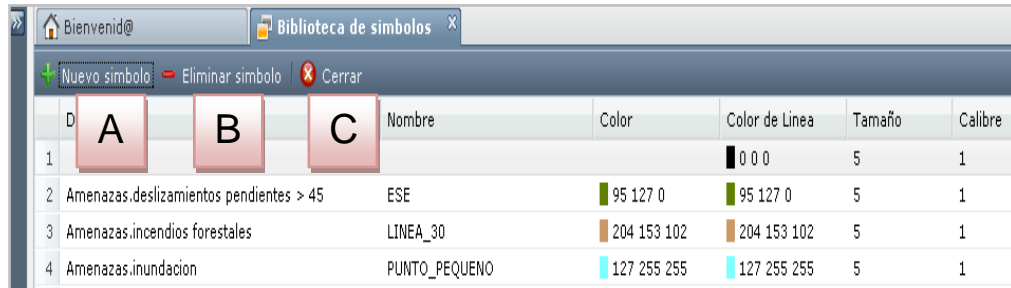 Bienvenid@ Biblioteca de simbolos x
Nuevo simbolo Eliminar simbolo Cerrar
A B C
D Nombre Color Color de Linea Tamaño Calibre
1 0 0 0 5 1
2 Amenazas.deslizamientos pendientes > 45 ESE 95 127 0 95 127 0 5 1
3 Amenazas.incendios forestales LINEA_30 204 153 102 204 153 102 5 1
4 Amenazas.inundacion PUNTO_PEQUENO 127 255 255 127 255 255 5 1